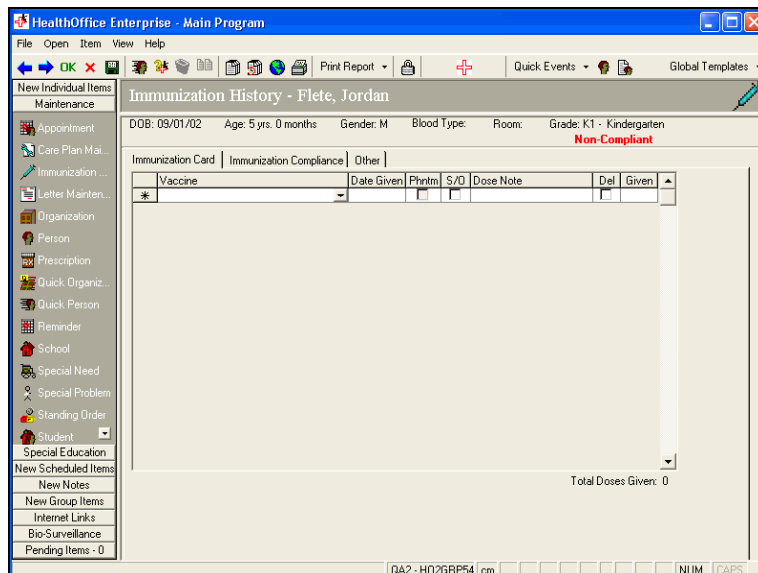 HealthOffice Enterprise - Main Program
File Open Item View Help
OK Print Report Quick Events Global Templates
New Individual Items
Maintenance
Appointment
Care Plan Mai...
Immunization ...
Letter Mainten...
Organization
Person
Prescription
Quick Organiz...
Quick Person
Reminder
School
Special Need
Special Problem
Standing Order
Student
Special Education
New Scheduled Items
New Notes
New Group Items
Internet Links
Bio-Surveillance
Pending Items - 0
Immunization History - Flete, Jordan
DOB: 09/01/02 Age: 5 yrs. 0 months Gender: M Blood Type: Room: Grade: K1 - Kindergarten
Non-Compliant
Immunization Card Immunization Compliance Other
Vaccine Date Given Phntm S/O Dose Note Del Given
Total Doses Given: 0
QA2 - HO2GBP54 cm NUM CAPS